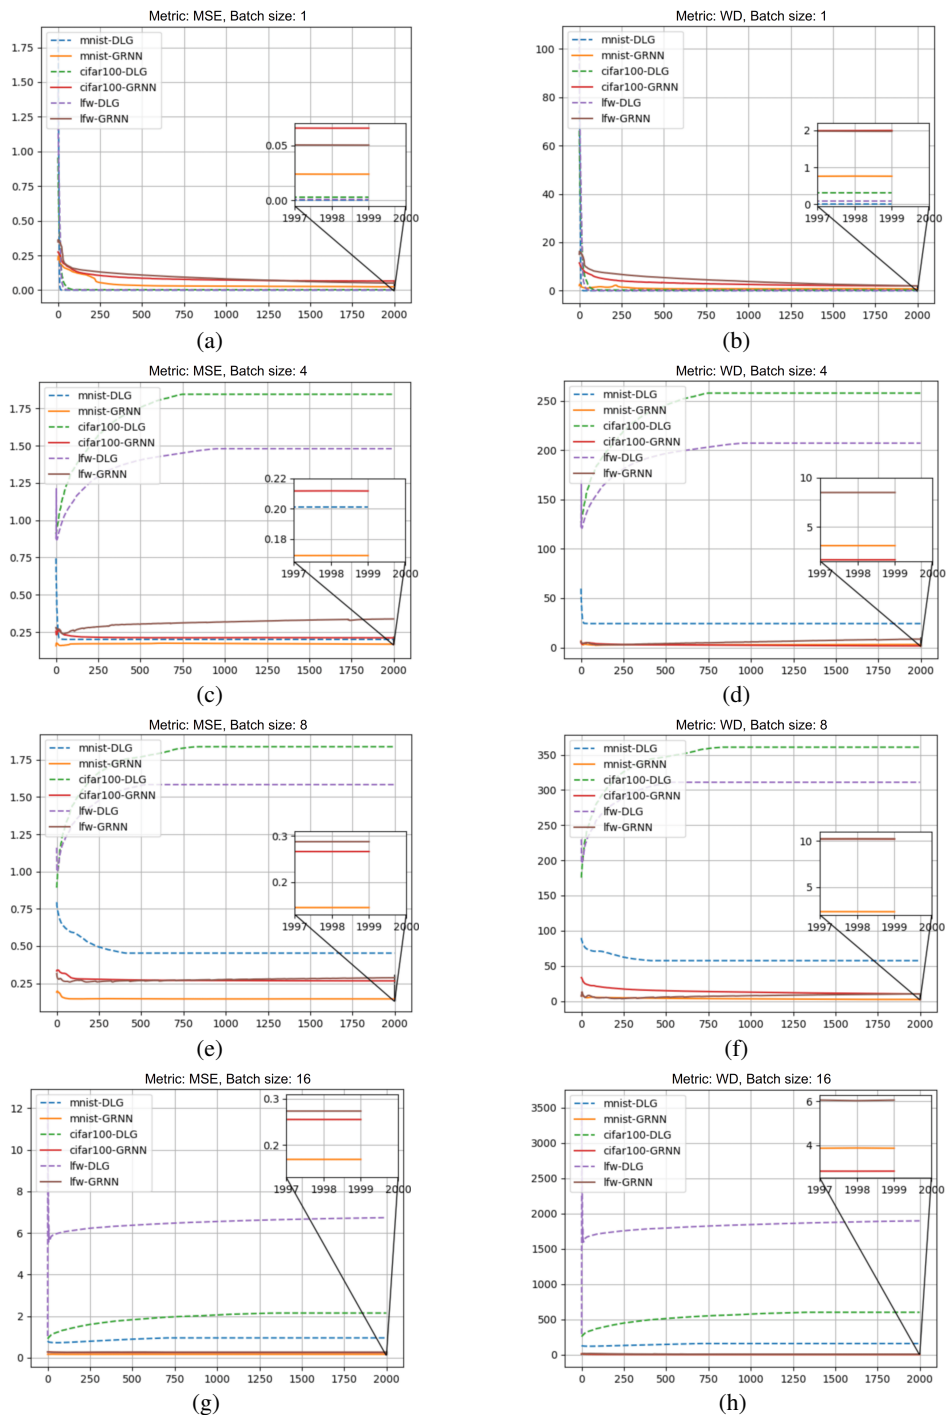 Metric: MSE, Batch size: 1
1.75
1.50
1.25
1.00
0.75
0.50
0.25
0.00
mnist-DLG
mnist-GRNN
cifar100-DLG
cifar100-GRNN
lfw-DLG
lfw-GRNN
0.05
0.00
1997 1998 1999 2000
0 250 500 750 1000 1250 1500 1750 2000
(a)
Metric: WD, Batch size: 1
100
80
60
40
20
0
mnist-DLG
mnist-GRNN
cifar100-DLG
cifar100-GRNN
lfw-DLG
lfw-GRNN
2
1
0
1997 1998 1999 2000
0 250 500 750 1000 1250 1500 1750 2000
(b)
Metric: MSE, Batch size: 4
1.75
1.50
1.25
1.00
0.75
0.50
0.25
mnist-DLG
mnist-GRNN
cifar100-DLG
cifar100-GRNN
lfw-DLG
lfw-GRNN
0.22
0.20
0.18
1997 1998 1999 2000
0 250 500 750 1000 1250 1500 1750 2000
(c)
Metric: WD, Batch size: 4
250
200
150
100
50
0
mnist-DLG
mnist-GRNN
cifar100-DLG
cifar100-GRNN
lfw-DLG
lfw-GRNN
10
5
1997 1998 1999 2000
0 250 500 750 1000 1250 1500 1750 2000
(d)
Metric: MSE, Batch size: 8
1.75
1.50
1.25
1.00
0.75
0.50
0.25
mnist-DLG
mnist-GRNN
cifar100-DLG
cifar100-GRNN
lfw-DLG
lfw-GRNN
0.3
0.2
1997 1998 1999 2000
0 250 500 750 1000 1250 1500 1750 2000
(e)
Metric: WD, Batch size: 8
350
300
250
200
150
100
50
0
mnist-DLG
mnist-GRNN
cifar100-DLG
cifar100-GRNN
lfw-DLG
lfw-GRNN
10
5
1997 1998 1999 2000
0 250 500 750 1000 1250 1500 1750 2000
(f)
Metric: MSE, Batch size: 16
12
10
8
6
4
2
0
mnist-DLG
mnist-GRNN
cifar100-DLG
cifar100-GRNN
lfw-DLG
lfw-GRNN
0.3
0.2
1997 1998 1999 2000
0 250 500 750 1000 1250 1500 1750 2000
(g)
Metric: WD, Batch size: 16
3500
3000
2500
2000
1500
1000
500
0
mnist-DLG
mnist-GRNN
cifar100-DLG
cifar100-GRNN
lfw-DLG
lfw-GRNN
6
4
1997 1998 1999 2000
0 250 500 750 1000 1250 1500 1750 2000
(h)